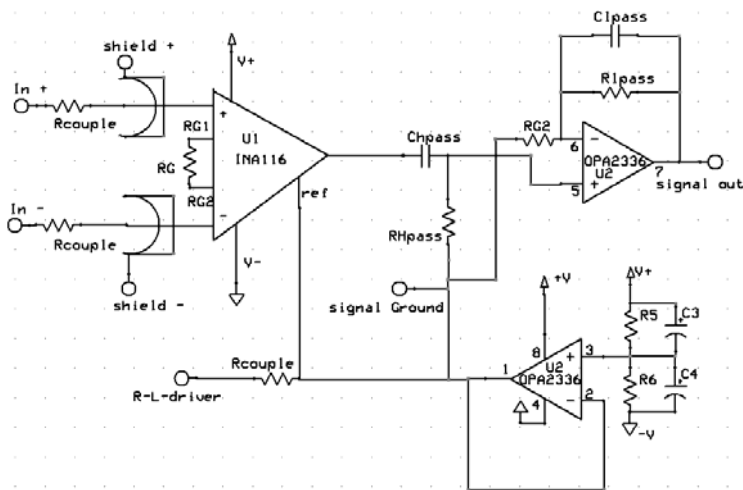 Clpass
shield +
V+
Rlpass
In +
Rcouple
+
U1
INA116
RG1
RG
RG2
-
Chpass
RG2
6
-
OPA2336
U2
7
5
+
signal out
ref
In -
Rcouple
V-
shield -
RHpass
signal Ground
+V
V+
R5
+
C3
8
U2
+
3
1
OPA2336
4
-
2
R6
+
C4
-V
Rcouple
R-L-driver